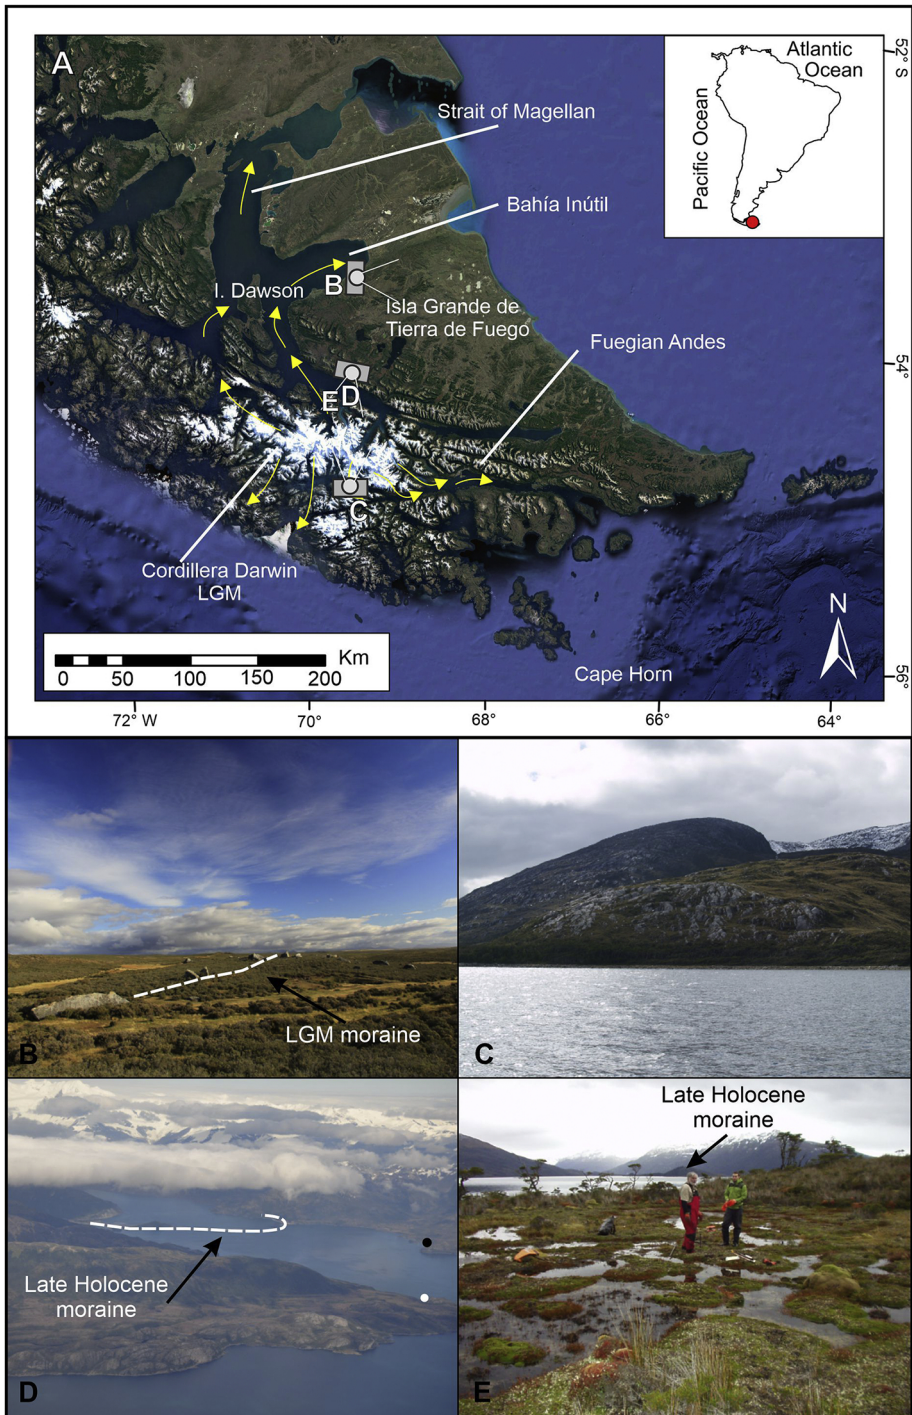 A
Atlantic
Ocean
Pacific Ocean
52° S
Strait of Magellan
Bahía Inútil
B
I. Dawson
Isla Grande de
Tierra de Fuego
54°
Fuegian Andes
E
D
C
Cordillera Darwin
LGM
N
Km
0
50
100
150
200
Cape Horn
56°
72° W
70°
68°
66°
64°
LGM moraine
B
C
Late Holocene
moraine
D
Late Holocene
moraine
E